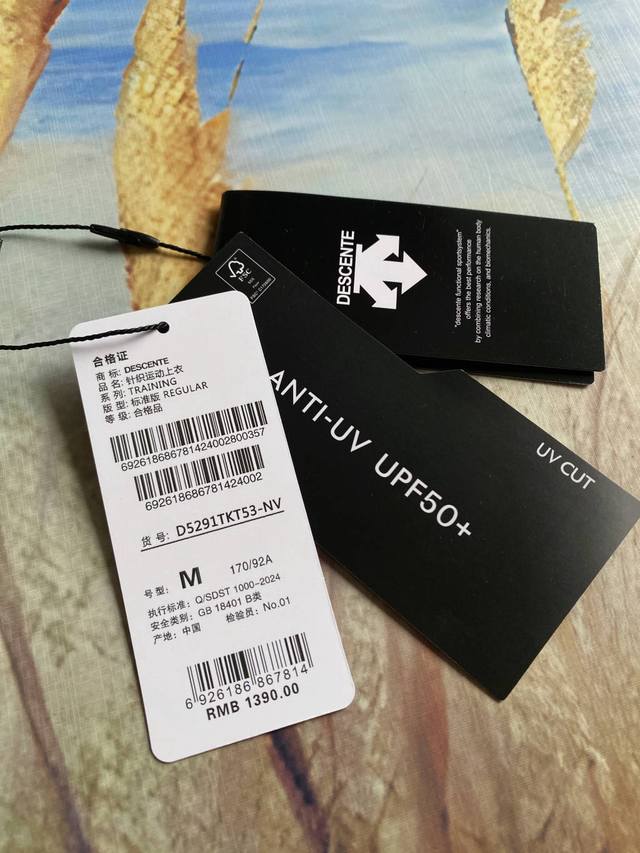 DESCENTE
"descente functional sportsystem"
offers the best performance
by combining research on the human body
climatic conditions, and biomechanics.
FSC
MIX
ANTI-UV UPF50+
UV CUT
合格证
商 标: DESCENTE
品 名: 针织运动上衣
系 列: TRAINING
版 型: 标准版 REGULAR
等 级: 合格品
692618686781424002800357
692618686781424002
货 号: D5291TKT53-NV
号 型: M 170/92A
执行标准: Q/SDST 1000-2024
安全类别: GB 18401 B类
产地: 中国 检验员: No.01
6 926186 867814
RMB 1390.00